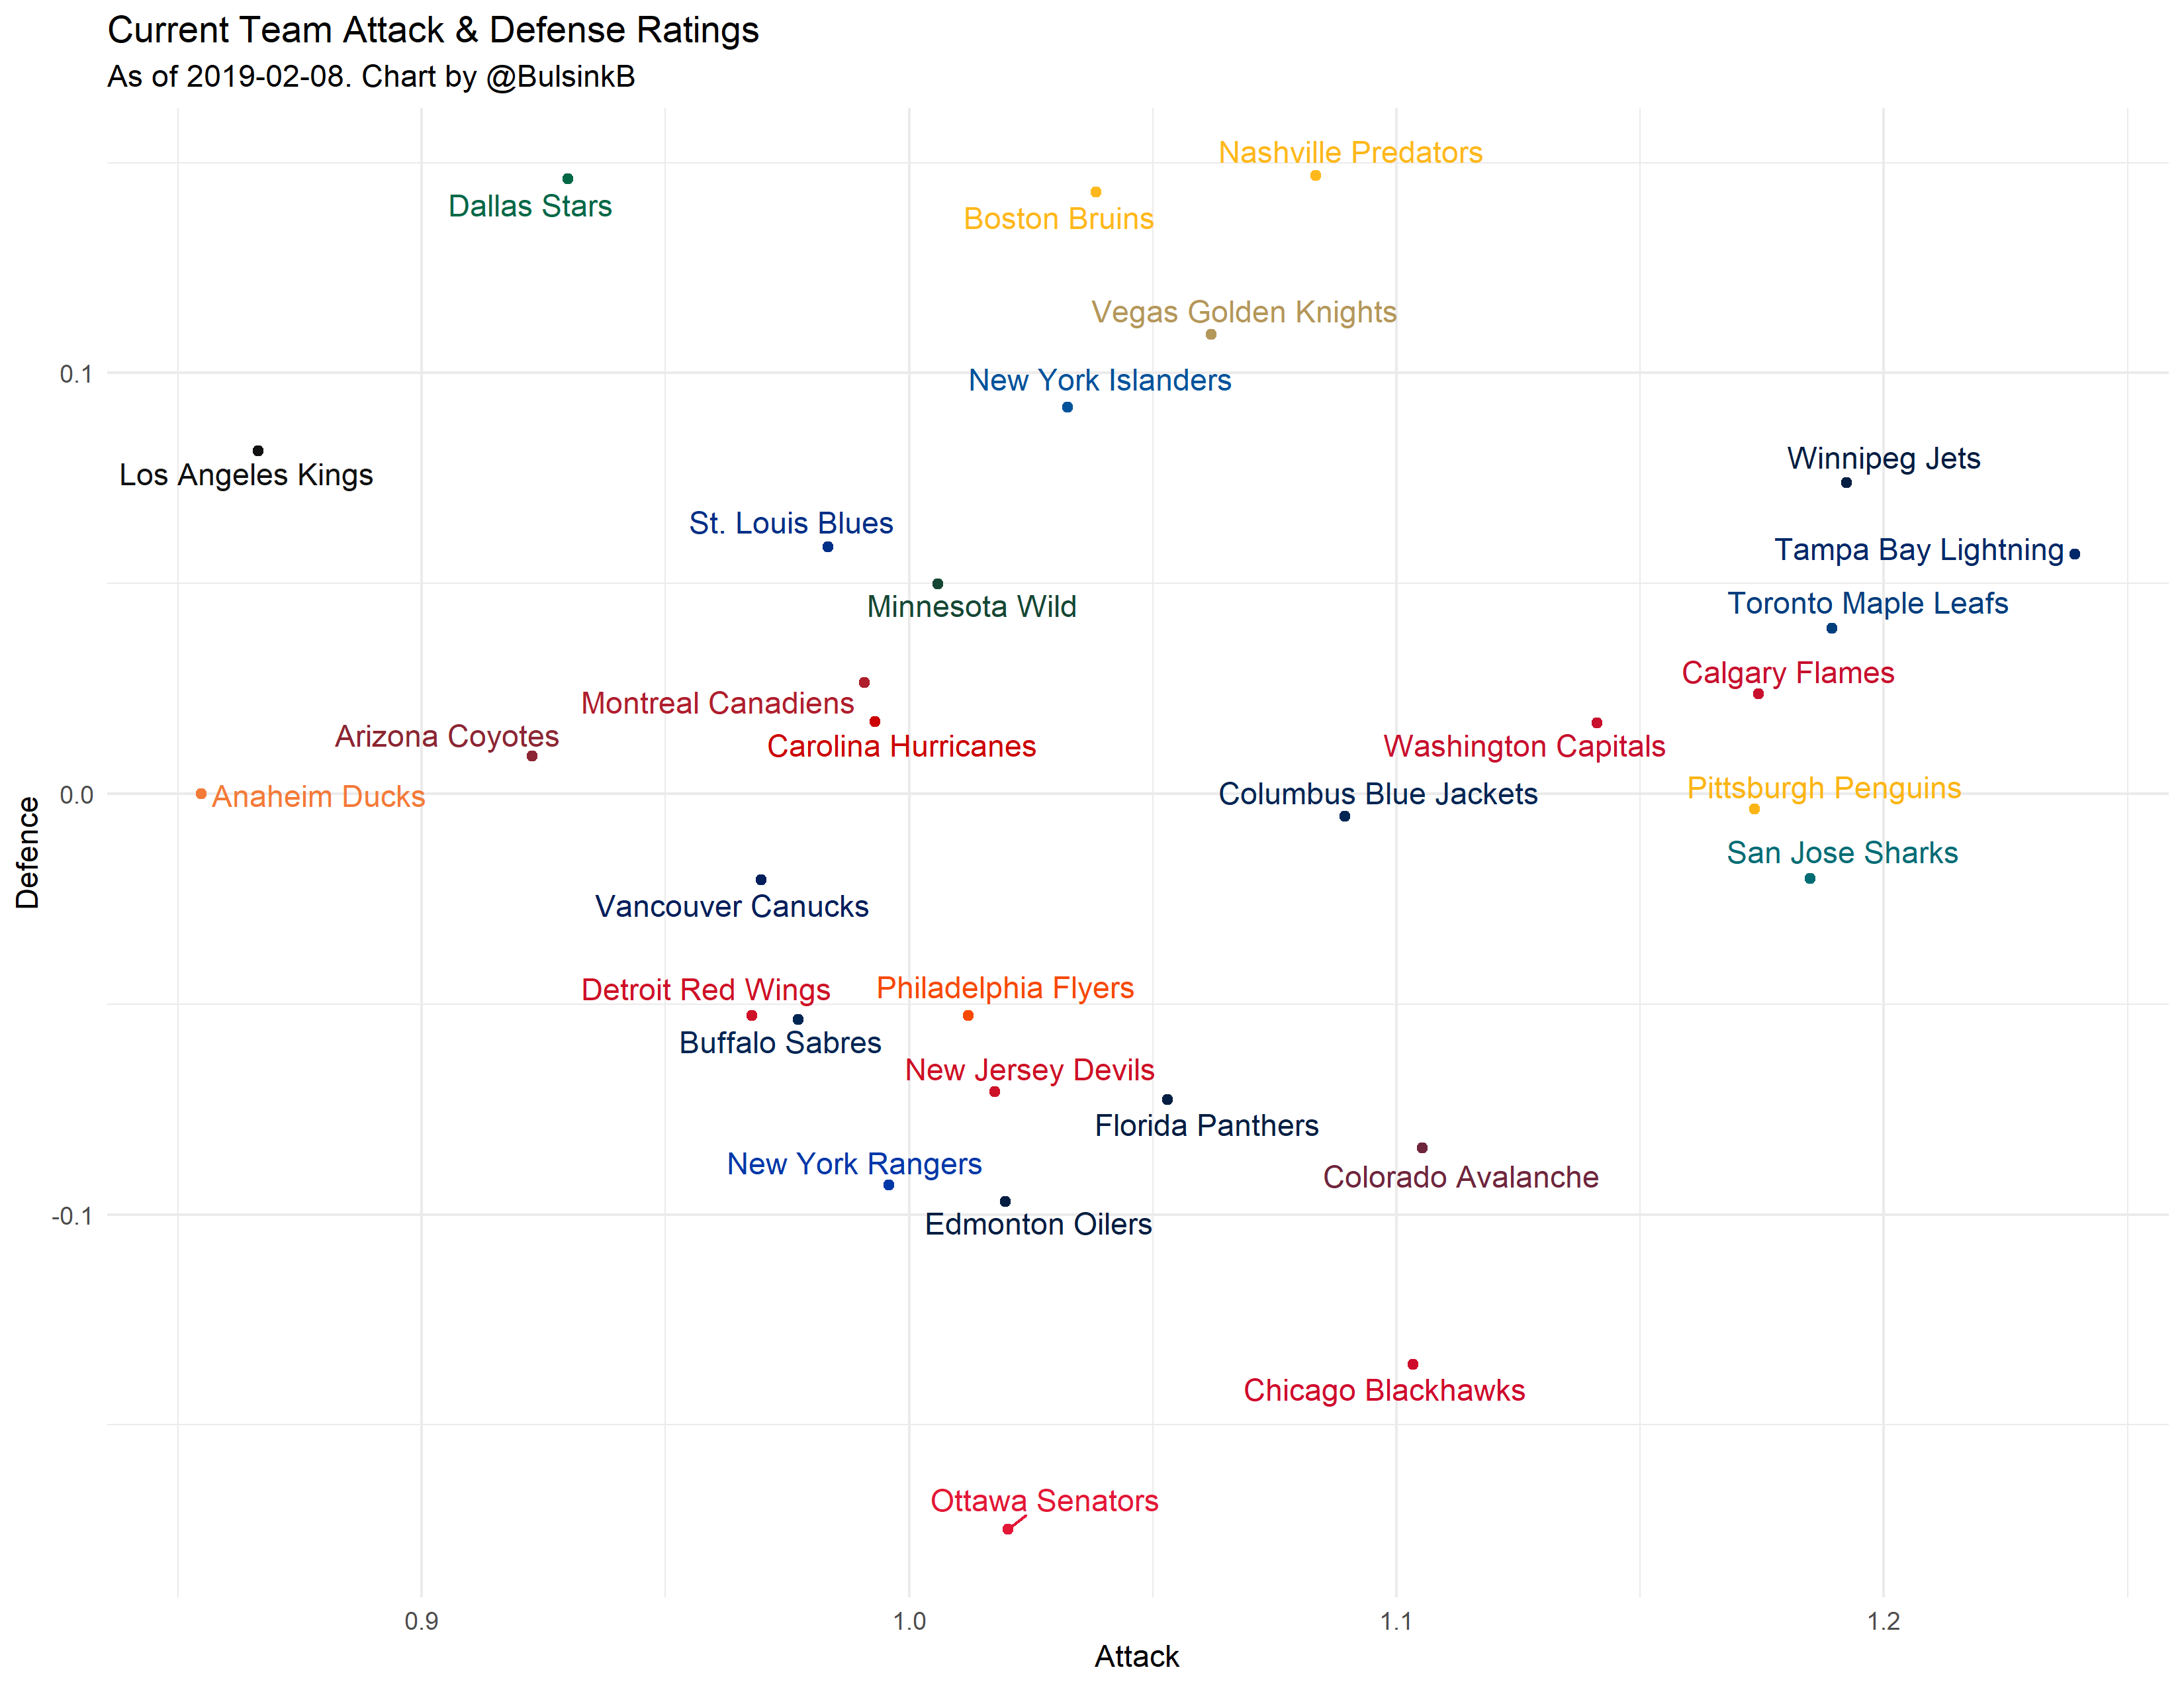 Current Team Attack & Defense Ratings
As of 2019-02-08. Chart by @BulsinkB
Nashville Predators
Dallas Stars
Boston Bruins
Vegas Golden Knights
0.1
New York Islanders
Winnipeg Jets
Los Angeles Kings
St. Louis Blues
Tampa Bay Lightning
Toronto Maple Leafs
Minnesota Wild
Calgary Flames
Montreal Canadiens
Arizona Coyotes
Carolina Hurricanes
Washington Capitals
Pittsburgh Penguins
0.0
Anaheim Ducks
Columbus Blue Jackets
Defence
San Jose Sharks
Vancouver Canucks
Detroit Red Wings
Philadelphia Flyers
Buffalo Sabres
New Jersey Devils
Florida Panthers
New York Rangers
Colorado Avalanche
-0.1
Edmonton Oilers
Chicago Blackhawks
Ottawa Senators
0.9
1.0
1.1
1.2
Attack